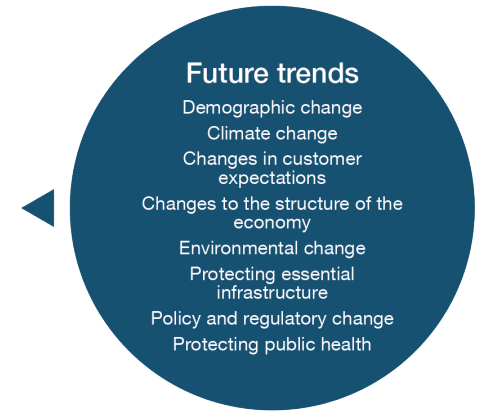 Future trends
Demographic change
Climate change
Changes in customer
expectations
Changes to the structure of the
economy
Environmental change
Protecting essential
infrastructure
Policy and regulatory change
Protecting public health